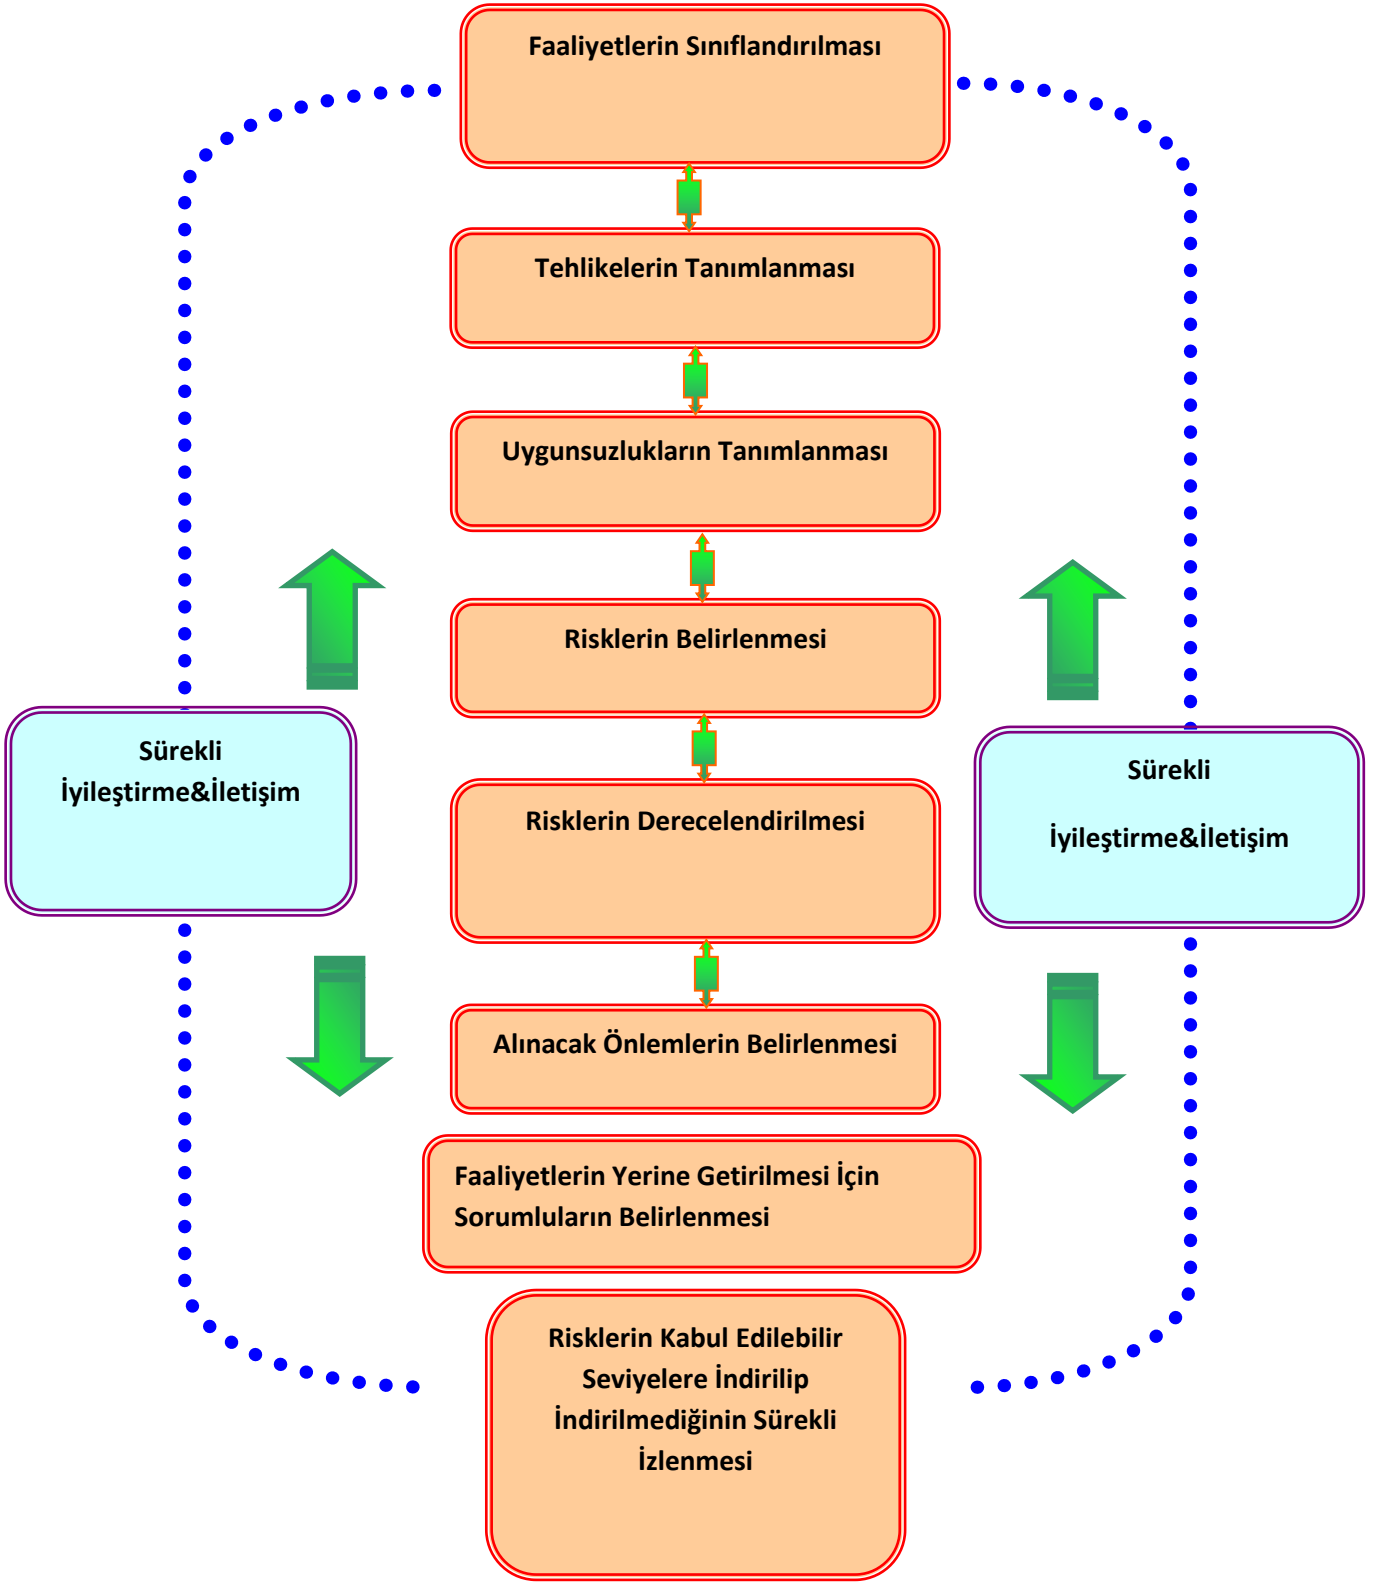 Faaliyetlerin Sınıflandırılması
Tehlikelerin Tanımlanması
Uygunsuzlukların Tanımlanması
Risklerin Belirlenmesi
Sürekli
İyileştirme&İletişim
Sürekli
İyileştirme&İletişim
Risklerin Derecelendirilmesi
Alınacak Önlemlerin Belirlenmesi
Faaliyetlerin Yerine Getirilmesi İçin
Sorumluların Belirlenmesi
Risklerin Kabul Edilebilir
Seviyelere İndirilip
İndirilmediğinin Sürekli
İzlenmesi